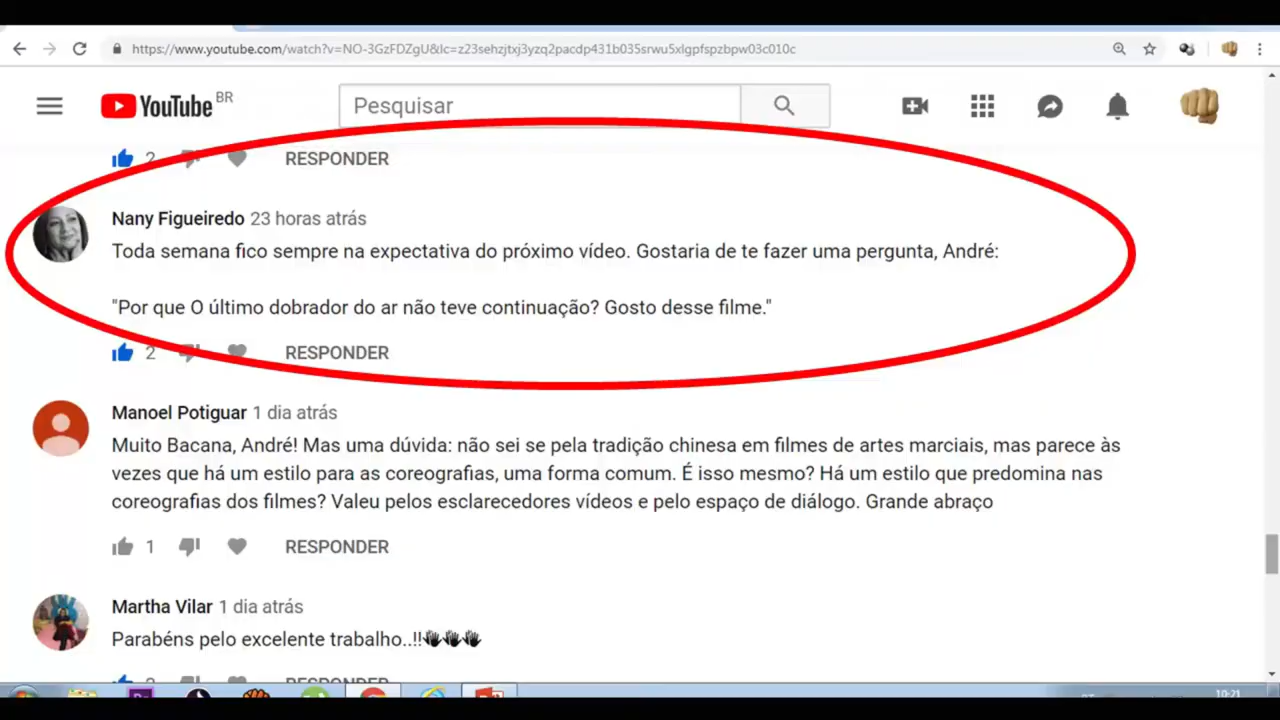 https://www.youtube.com/watch?v=NO-3GzFDZgU&lc=z23sehzjtxj3yzq2pacdp431b035srwu5xlgpfspzbpw03c010c
YouTube BR
Pesquisar
2 RESPONDER
Nany Figueiredo 23 horas atrás
Toda semana fico sempre na expectativa do próximo vídeo. Gostaria de te fazer uma pergunta, André:
"Por que O último dobrador do ar não teve continuação? Gosto desse filme."
2 RESPONDER
Manoel Potiguar 1 dia atrás
Muito Bacana, André! Mas uma dúvida: não sei se pela tradição chinesa em filmes de artes marciais, mas parece às
vezes que há um estilo para as coreografias, uma forma comum. É isso mesmo? Há um estilo que predomina nas
coreografias dos filmes? Valeu pelos esclarecedores vídeos e pelo espaço de diálogo. Grande abraço
1 RESPONDER
Martha Vilar 1 dia atrás
Parabéns pelo excelente trabalho..!!👋👋👋
2 RESPONDER
10:21